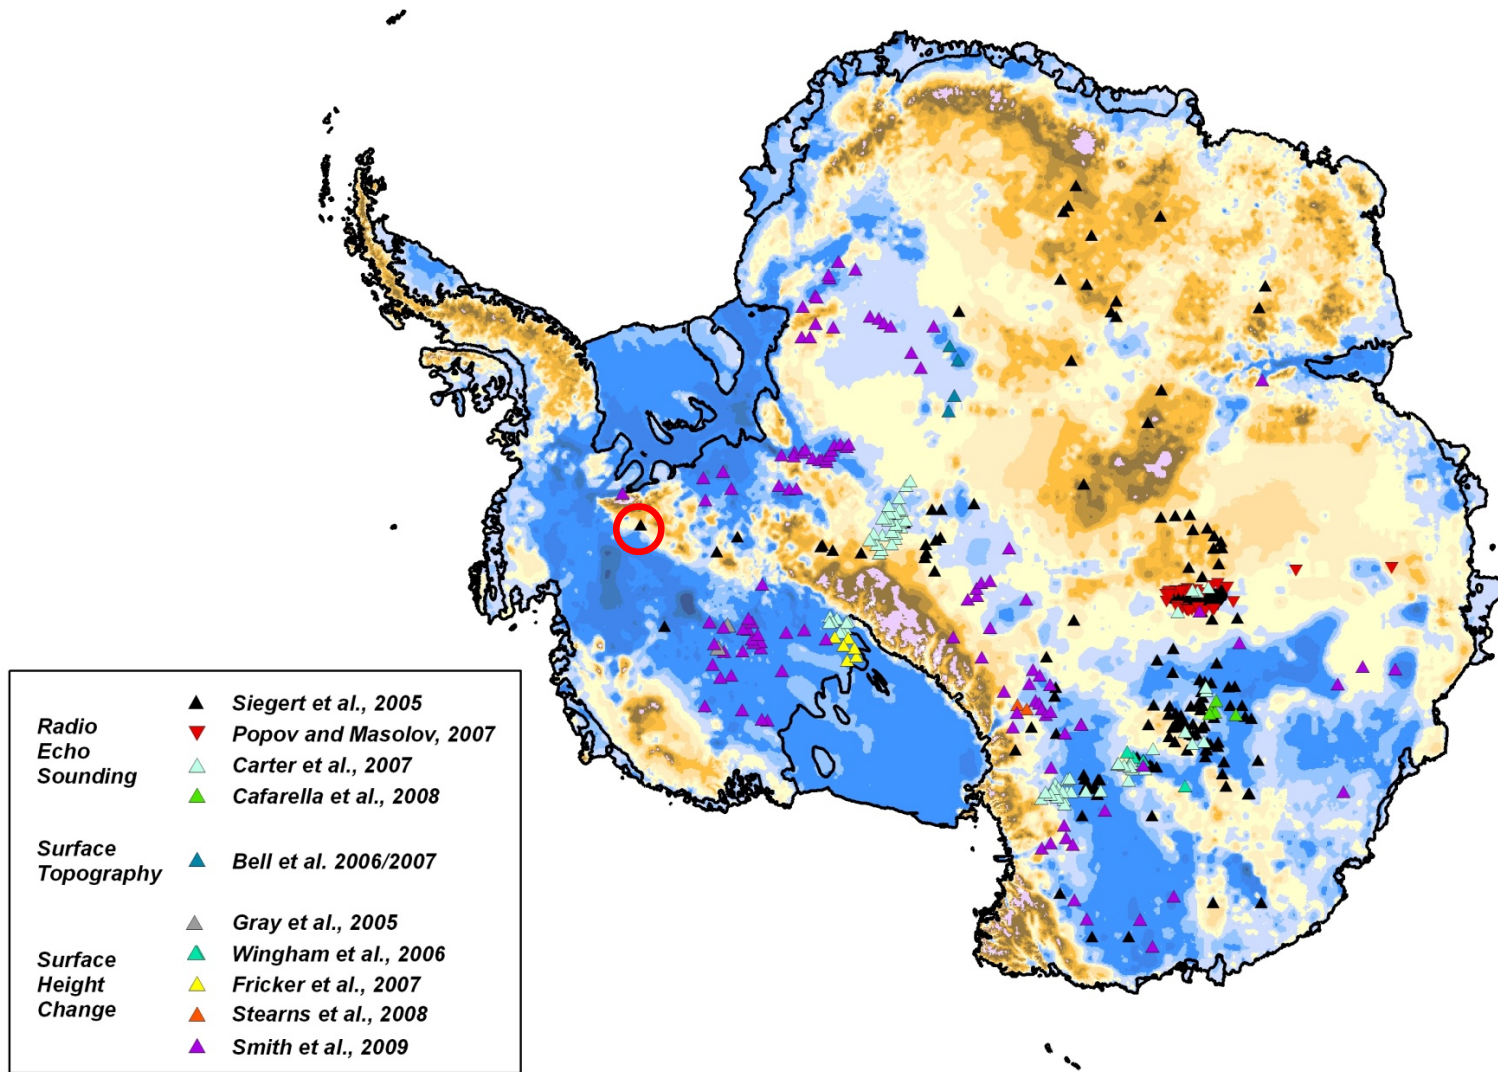 Radio
Echo
Sounding
Siegert et al., 2005
Popov and Masolov, 2007
Carter et al., 2007
Cafarella et al., 2008
Surface
Topography
Bell et al. 2006/2007
Surface
Height
Change
Gray et al., 2005
Wingham et al., 2006
Fricker et al., 2007
Stearns et al., 2008
Smith et al., 2009